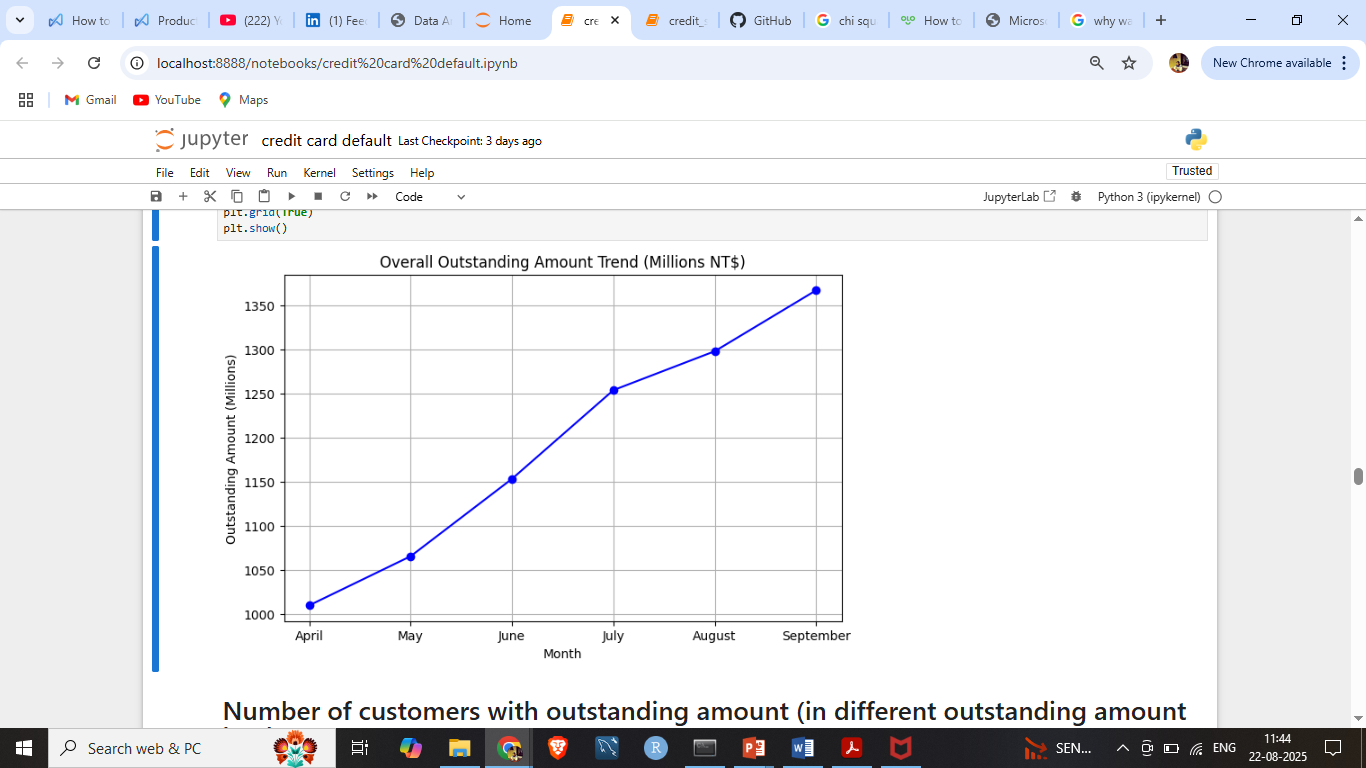 How to
Produc
(222) Y
(1) Fee
Data A
Home
cre
credit_
GitHub
chi squ
OLO How to
Micros
why wa
localhost:8888/notebooks/credit%20card%20default.ipynb
New Chrome available
Gmail YouTube Maps
jupyter credit card default Last Checkpoint: 3 days ago
File Edit View Run Kernel Settings Help
Trusted
Code
JupyterLab Python 3 (ipykernel)
plt.grid(True)
plt.show()
Overall Outstanding Amount Trend (Millions NT$)
Outstanding Amount (Millions)
1350
1300
1250
1200
1150
1100
1050
1000
April May June July August September
Month
Number of customers with outstanding amount (in different outstanding amount
Search web & PC
SEN...
ENG
11:44
22-08-2025